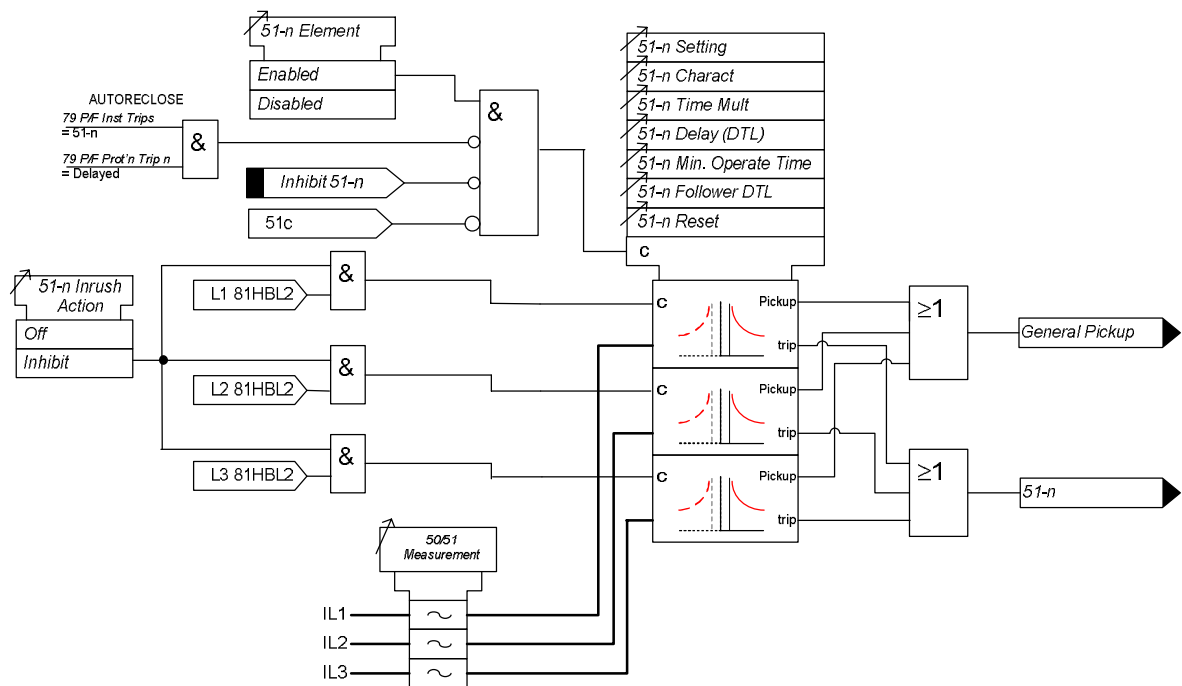 51-n Element
Enabled
Disabled
&
AUTORECLOSE
79 P/F Inst Trips
= 51-n
&
79 P/F Prot'n Trip n
= Delayed
Inhibit 51-n
51c
51-n Setting
51-n Charact
51-n Time Mult
51-n Delay (DTL)
51-n Min. Operate Time
51-n Follower DTL
51-n Reset
c
51-n Inrush
Action
Off
Inhibit
L1 81HBL2
&
L2 81HBL2
&
L3 81HBL2
&
c
Pickup
trip
c
Pickup
trip
c
Pickup
trip
≥1
General Pickup
≥1
51-n
50/51
Measurement
IL1
IL2
IL3